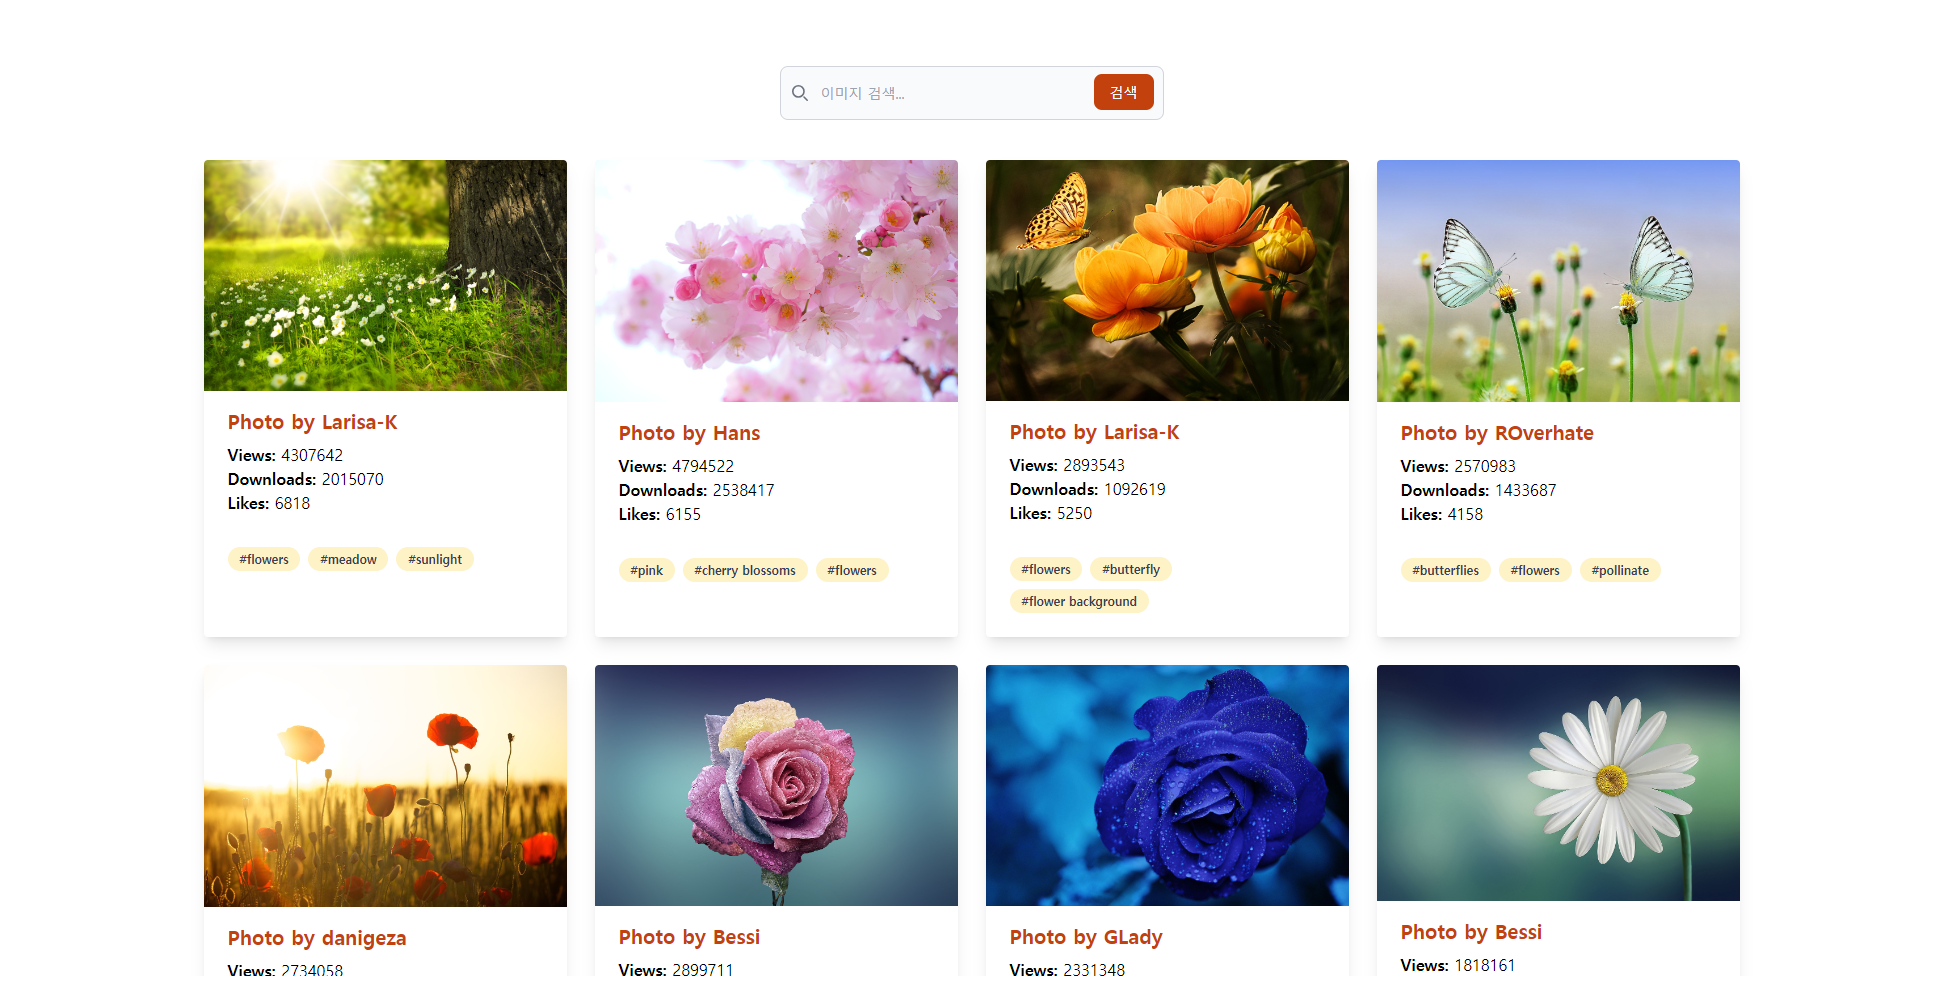 이미지 검색...
검색
Photo by Larisa-K
Views: 4307642
Downloads: 2015070
Likes: 6818
#flowers #meadow #sunlight
Photo by Hans
Views: 4794522
Downloads: 2538417
Likes: 6155
#pink #cherry blossoms #flowers
Photo by Larisa-K
Views: 2893543
Downloads: 1092619
Likes: 5250
#flowers #butterfly
#flower background
Photo by ROverhate
Views: 2570983
Downloads: 1433687
Likes: 4158
#butterflies #flowers #pollinate
Photo by danigeza
Views: 2734058
Photo by Bessi
Views: 2899711
Photo by GLady
Views: 2331348
Photo by Bessi
Views: 1818161